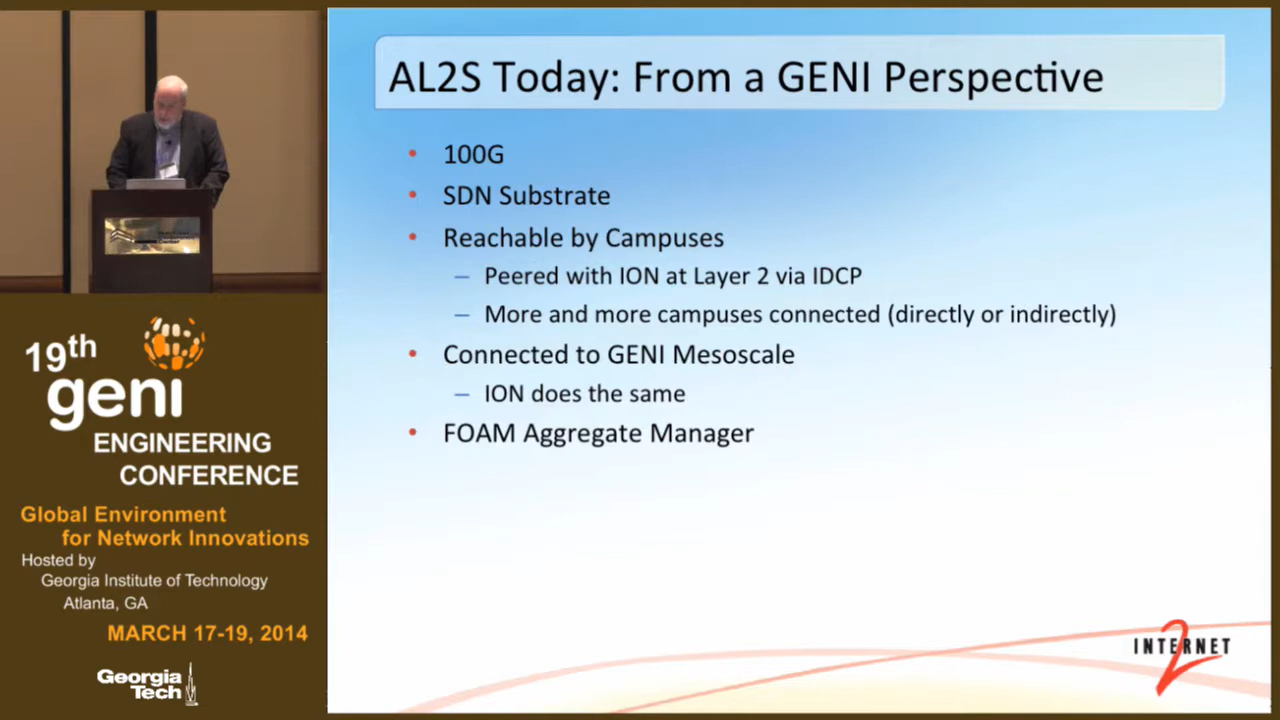 AL2S Today: From a GENI Perspective
• 100G
• SDN Substrate
• Reachable by Campuses
– Peered with ION at Layer 2 via IDCP
– More and more campuses connected (directly or indirectly)
• Connected to GENI Mesoscale
– ION does the same
• FOAM Aggregate Manager
INTERNET
2
19th
geni
ENGINEERING
CONFERENCE
Global Environment
for Network Innovations
Hosted by
Georgia Institute of Technology
Atlanta, GA
MARCH 17-19, 2014
Georgia
Tech